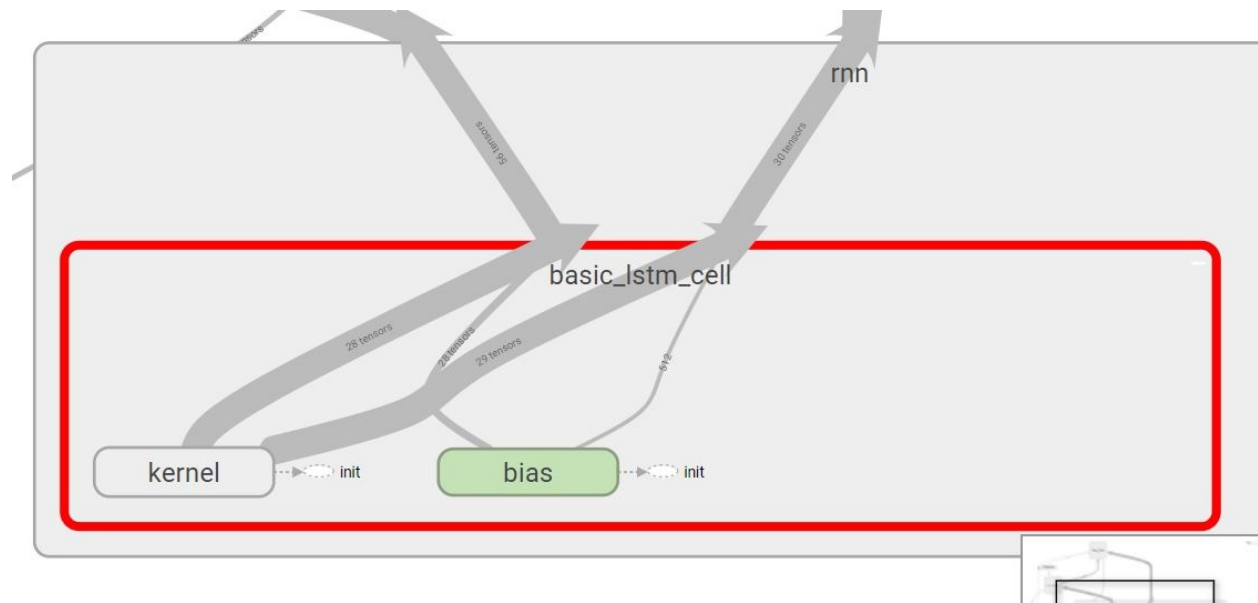 rnn
56 tensors
30 tensors
basic_lstm_cell
28 tensors
28 tensors
29 tensors
512
kernel
init
bias
init